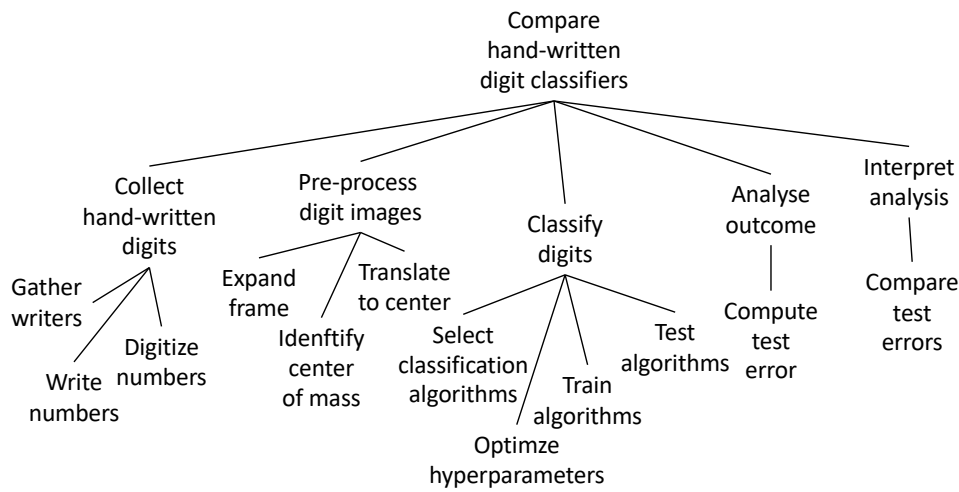 Compare
hand-written
digit classifiers
Collect
hand-written
digits
Pre-process
digit images
Classify
digits
Analyse
outcome
Interpret
analysis
Gather
writers
Write
numbers
Digitize
numbers
Expand
frame
Idenftify
center
of mass
Translate
to center
Select
classification
algorithms
Optimze
hyperparameters
Train
algorithms
Test
algorithms
Compute
test
error
Compare
test
errors